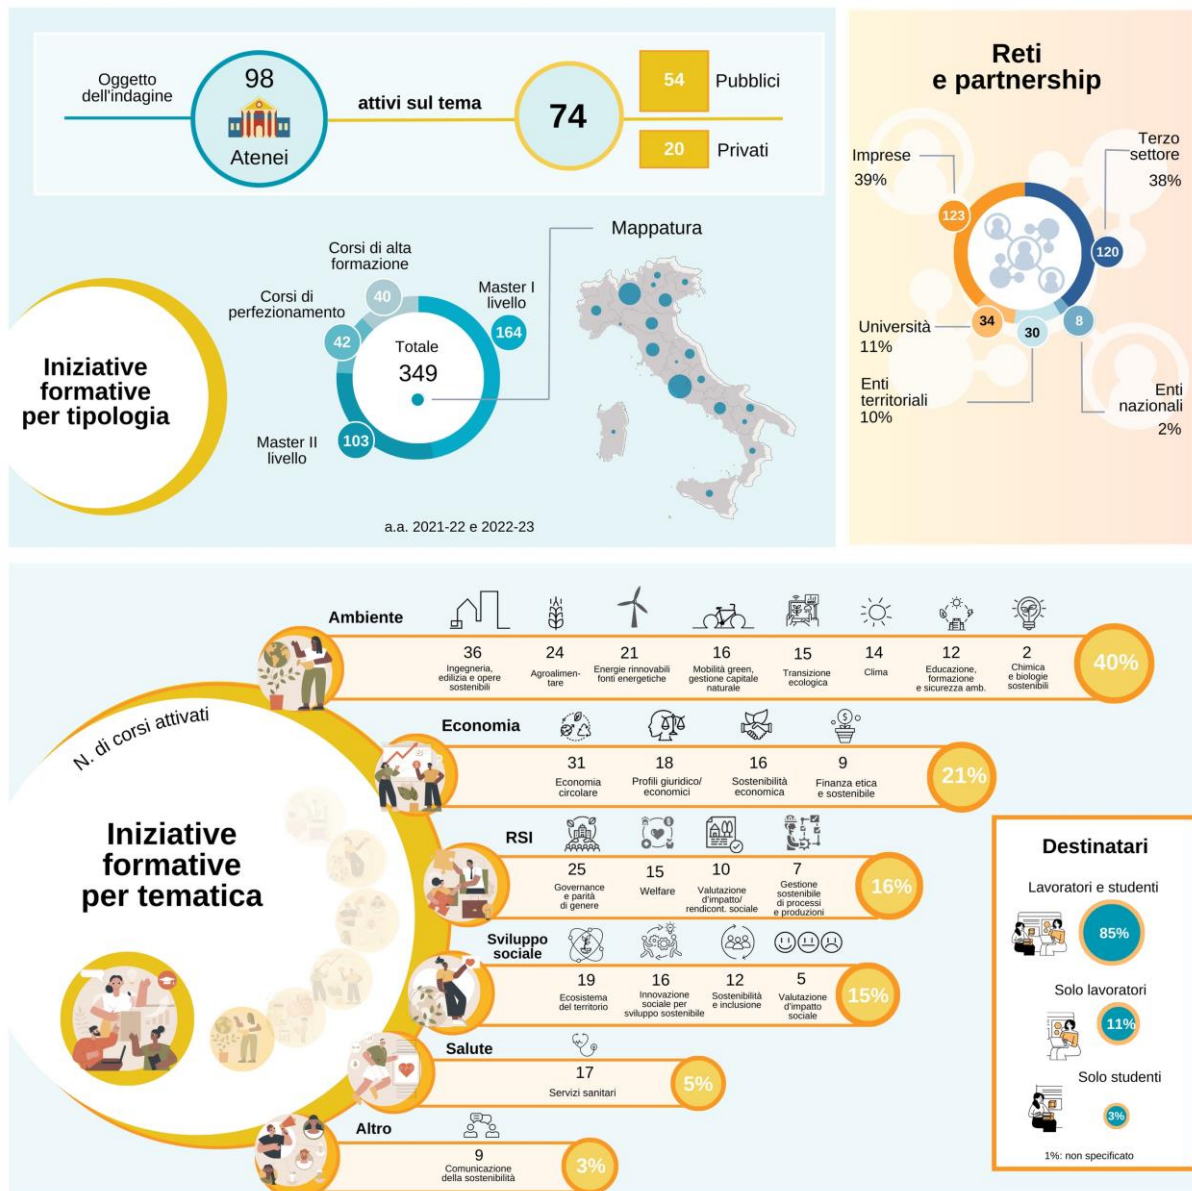 Oggetto
dell'indagine
98
Atenei
attivi sul tema
74
54
Pubblici
20
Privati
Iniziative
formative
per tipologia
Corsi di alta
formazione
40
Corsi di
perfezionamento
42
Master I
livello
164
Totale
349
Master II
livello
103
Mappatura
a.a. 2021-22 e 2022-23
Reti
e partnership
Imprese
39%
123
Terzo
settore
38%
120
Università
11%
34
Enti
territoriali
10%
30
8
Enti
nazionali
2%
N. di corsi attivati
Iniziative
formative
per tematica
Ambiente
36
Ingegneria,
edilizia e opere
sostenibili
24
Agroalimen-
tare
21
Energie rinnovabili
fonti energetiche
16
Mobilità green,
gestione capitale
naturale
15
Transizione
ecologica
14
Clima
12
Educazione,
formazione
e sicurezza amb.
2
Chimica
e biologie
sostenibili
40%
Economia
31
Economia
circolare
18
Profili giuridico/
economici
16
Sostenibilità
economica
9
Finanza etica
e sostenibile
21%
RSI
25
Governance
e parità
di genere
15
Welfare
10
Valutazione
d'impatto/
rendicont. sociale
7
Gestione
sostenibile
di processi
e produzioni
16%
Sviluppo
sociale
19
Ecosistema
del territorio
16
Innovazione
sociale per
sviluppo sostenibile
12
Sostenibilità
e inclusione
5
Valutazione
d'impatto
sociale
15%
Salute
17
Servizi sanitari
5%
Altro
9
Comunicazione
della sostenibilità
3%
Destinatari
Lavoratori e studenti
85%
Solo lavoratori
11%
Solo studenti
3%
1%: non specificato